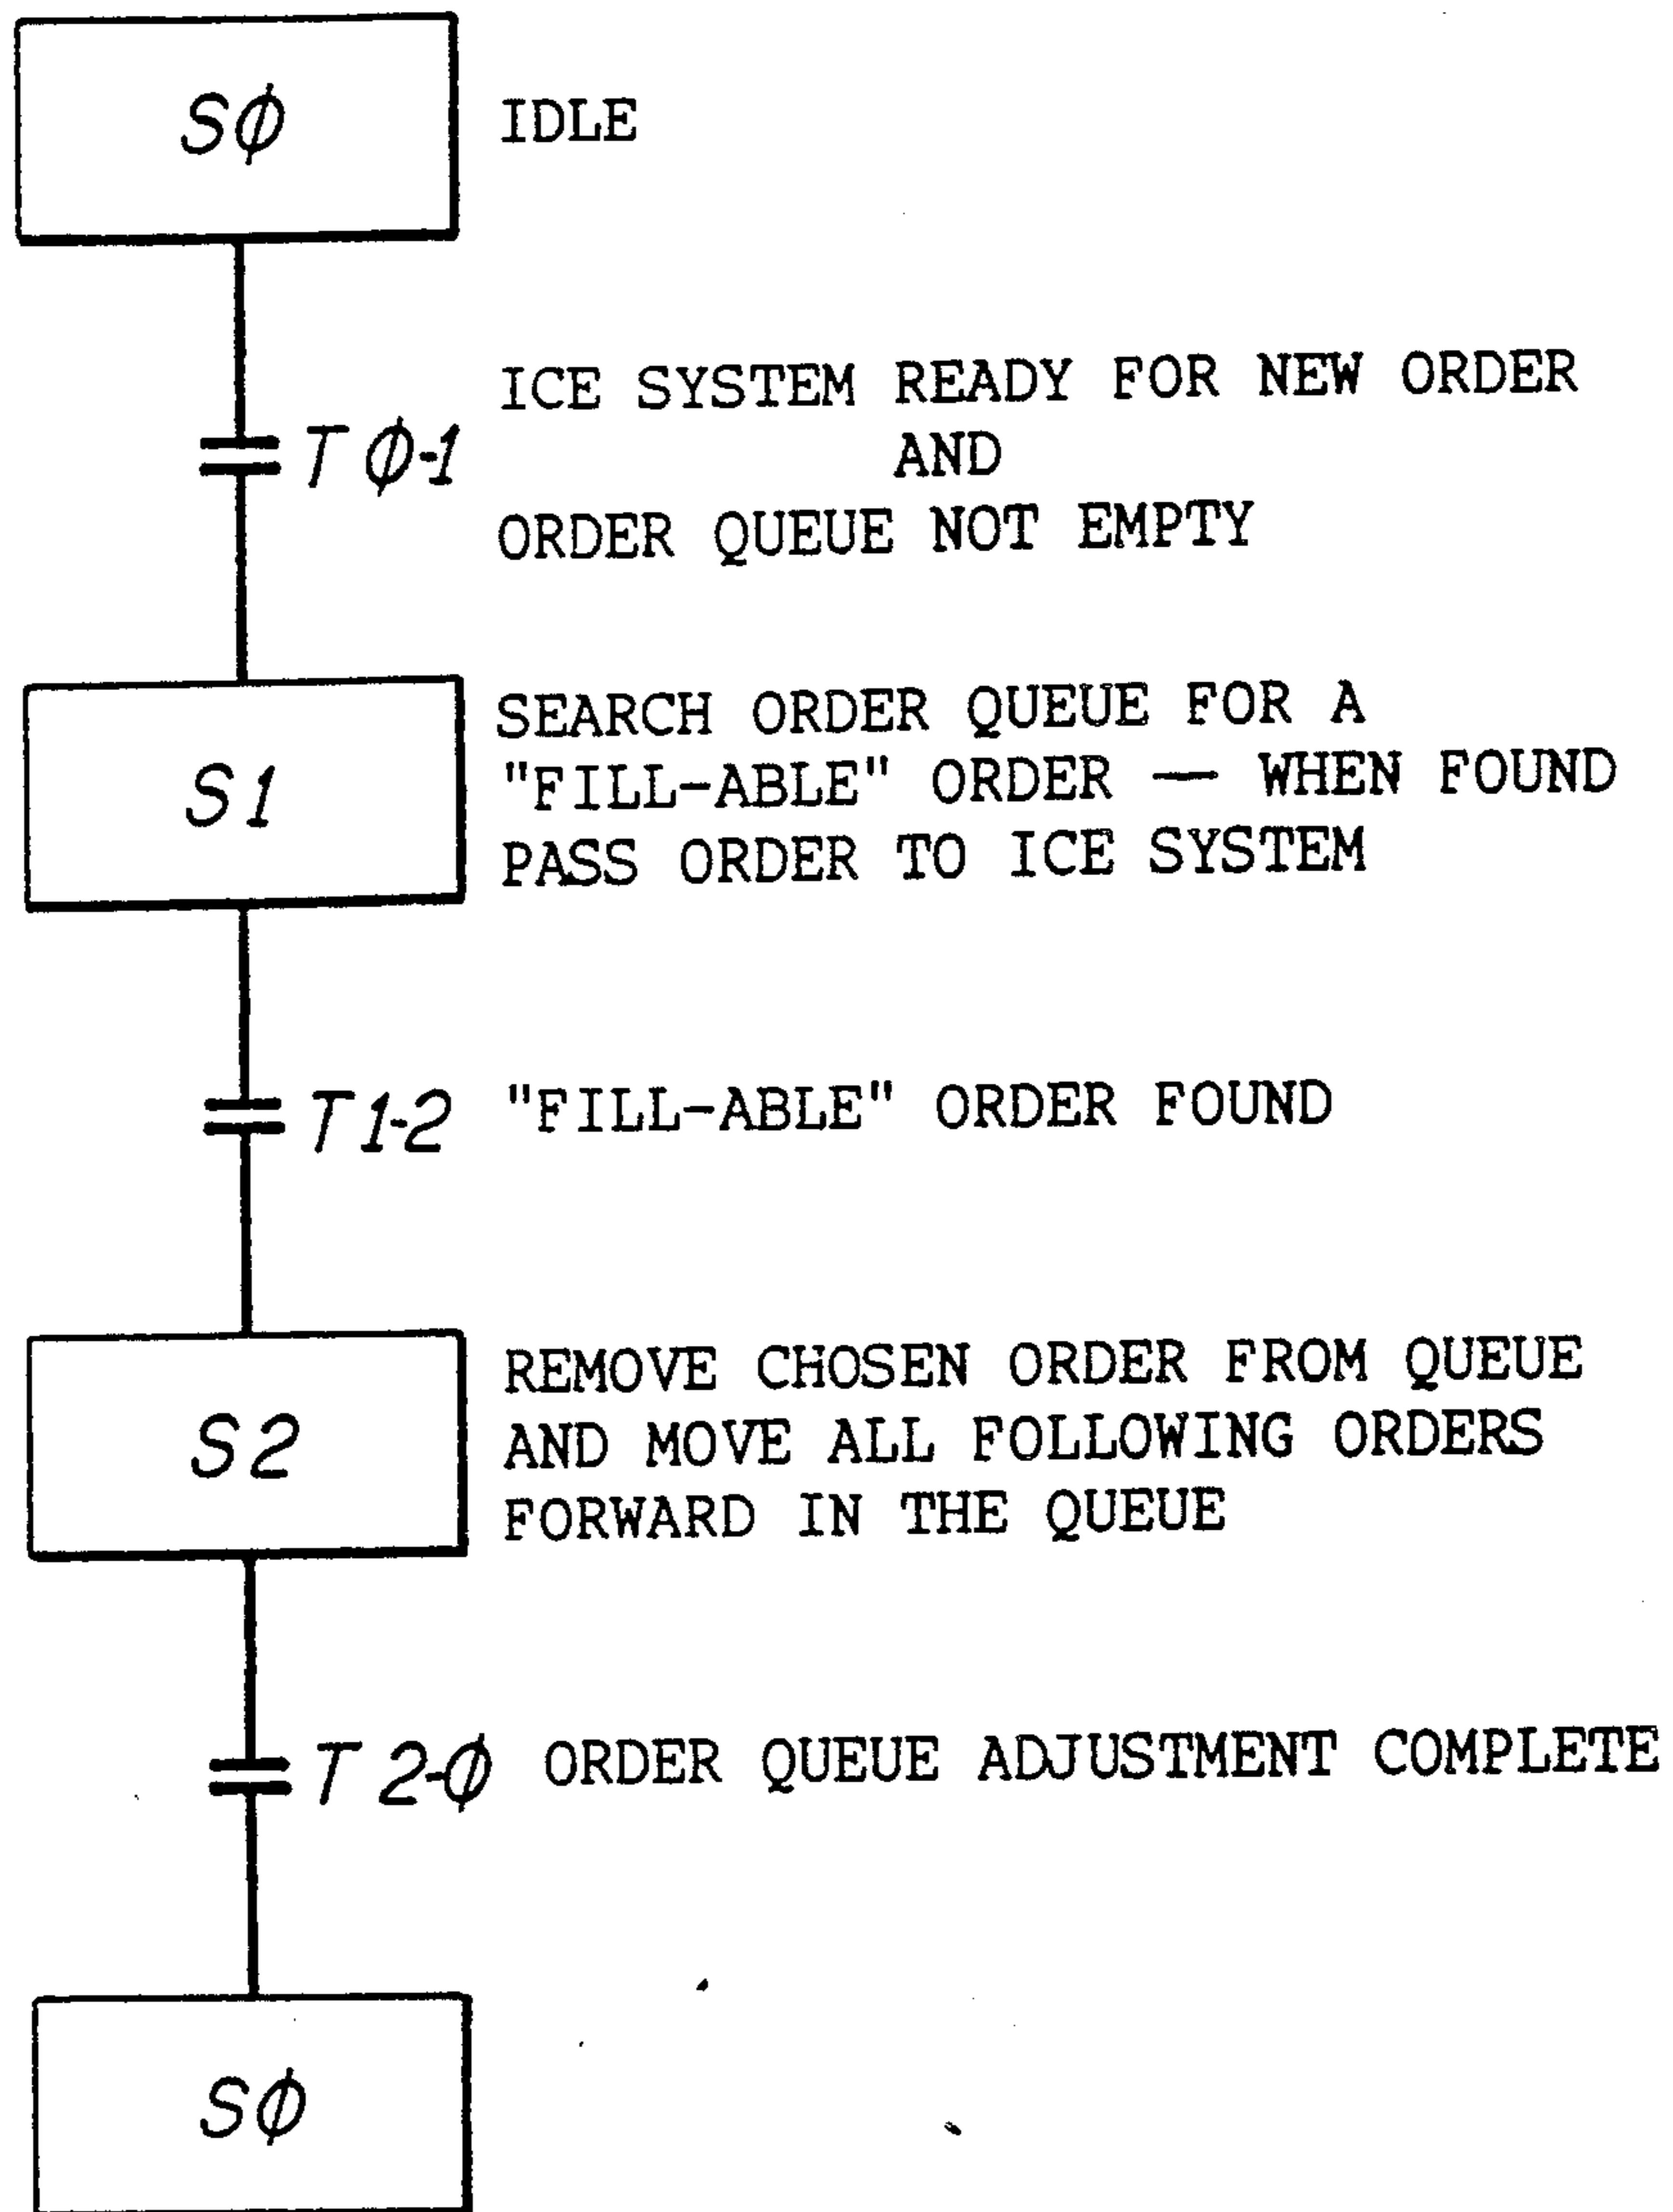 SØ
IDLE
TØ-1
ICE SYSTEM READY FOR NEW ORDER
AND
ORDER QUEUE NOT EMPTY
S1
SEARCH ORDER QUEUE FOR A
"FILL-ABLE" ORDER — WHEN FOUND
PASS ORDER TO ICE SYSTEM
T1-2
"FILL-ABLE" ORDER FOUND
S2
REMOVE CHOSEN ORDER FROM QUEUE
AND MOVE ALL FOLLOWING ORDERS
FORWARD IN THE QUEUE
T2-Ø
ORDER QUEUE ADJUSTMENT COMPLETE
SØ